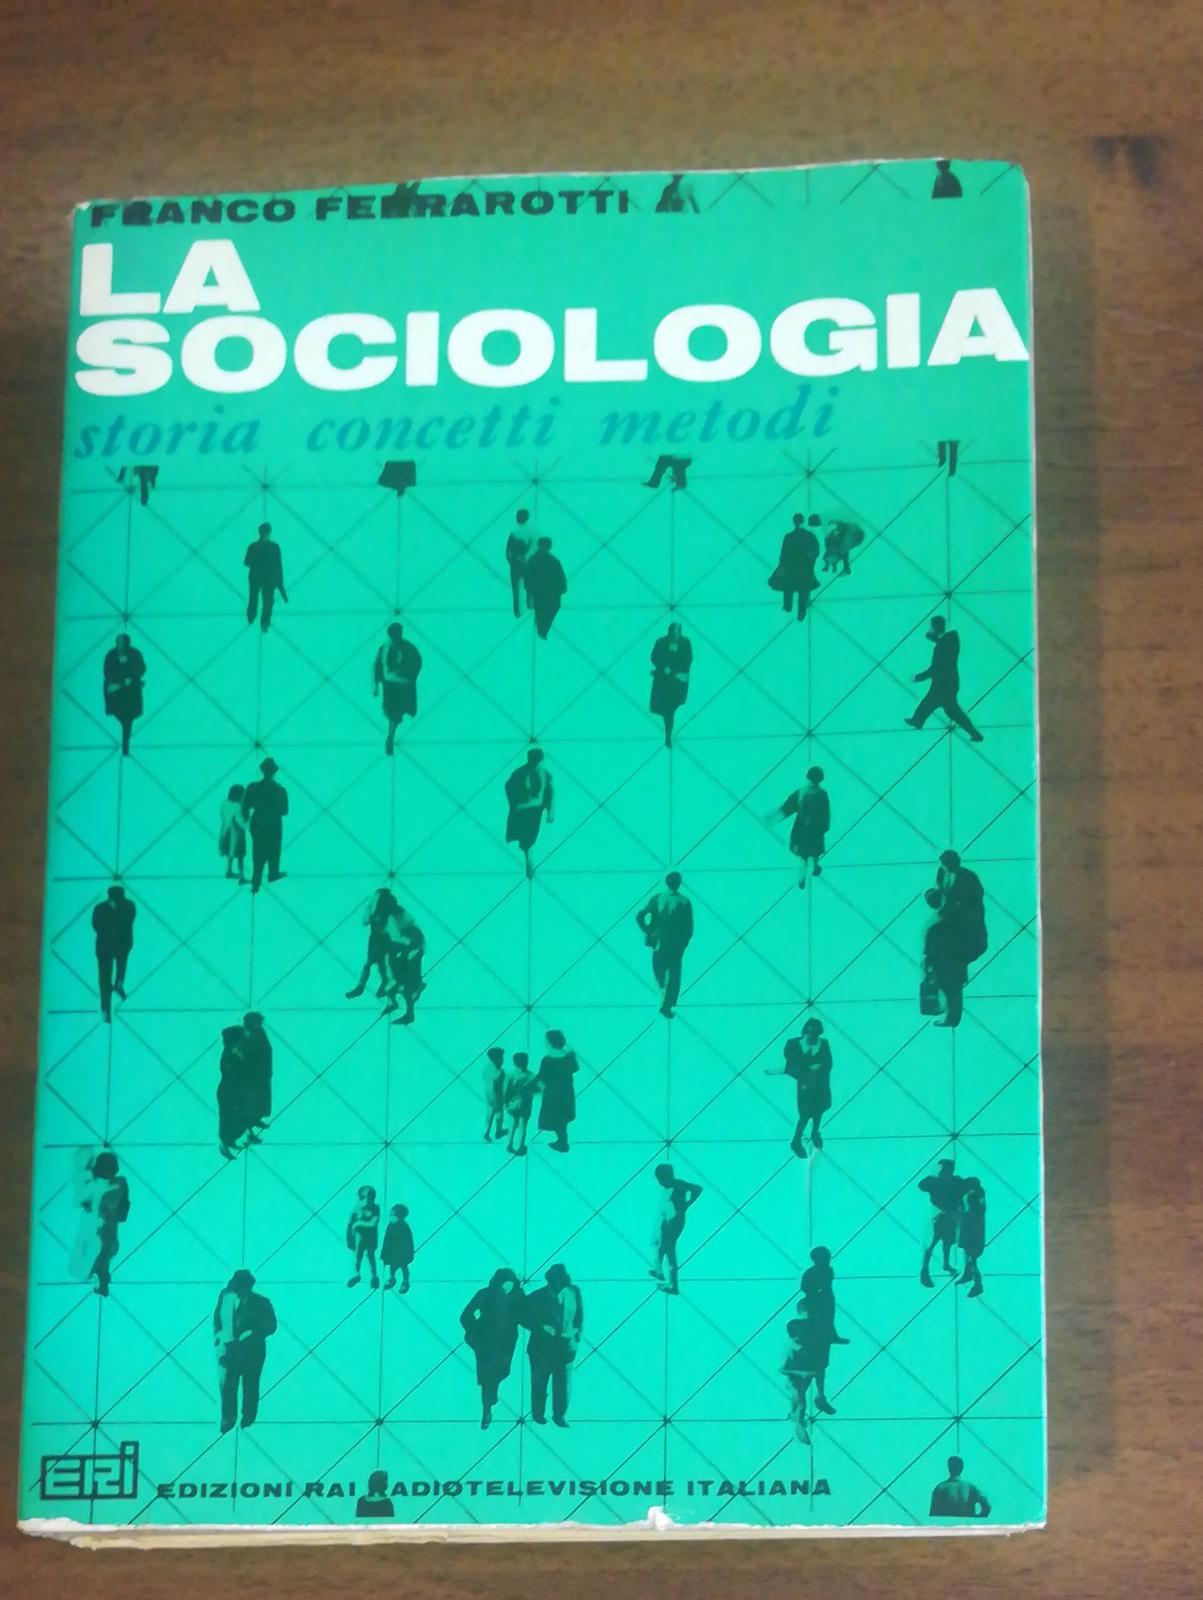 FRANCO FERRAROTTI
LA
SOCIOLOGIA
storia concetti metodi
ERI EDIZIONI RAI RADIOTELEVISIONE ITALIANA